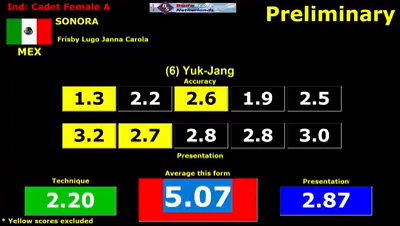 Ind: Cadet Female A
Preliminary
SONORA
Frisby Lugo Janna Carola
MEX
(6) Yuk-Jang
Accuracy
1.3 2.2 2.6 1.9 2.5
3.2 2.7 2.8 2.8 3.0
Presentation
Technique
Average this form
Presentation
2.20
5.07
2.87
* Yellow scores excluded